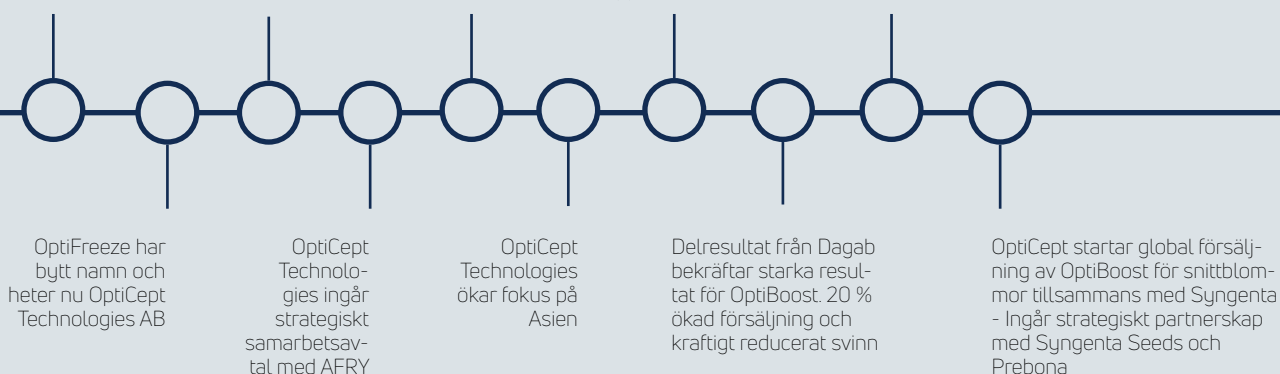 OptiFreeze har
bytt namn och
heter nu OptiCept
Technologies AB
OptiCept
Technolo-
gies ingår
strategiskt
samarbetsav-
tal med AFRY
OptiCept
Technologies
ökar fokus på
Asien
Delresultat från Dagab
bekräftar starka resul-
tat för OptiBoost. 20 %
ökad försäljning och
kraftigt reducerat svinn
OptiCept startar global försälj-
ning av OptiBoost för snittblom-
mor tillsammans med Syngenta
- Ingår strategiskt partnerskap
med Syngenta Seeds och
Prebona